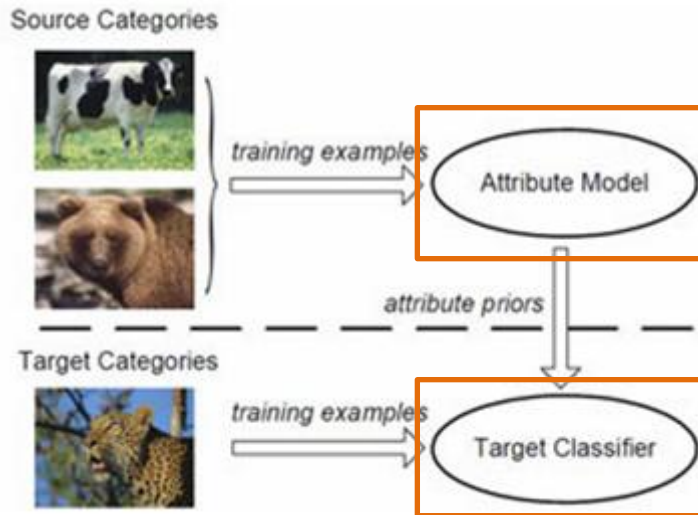 Source Categories
training examples
Attribute Model
attribute priors
Target Categories
training examples
Target Classifier